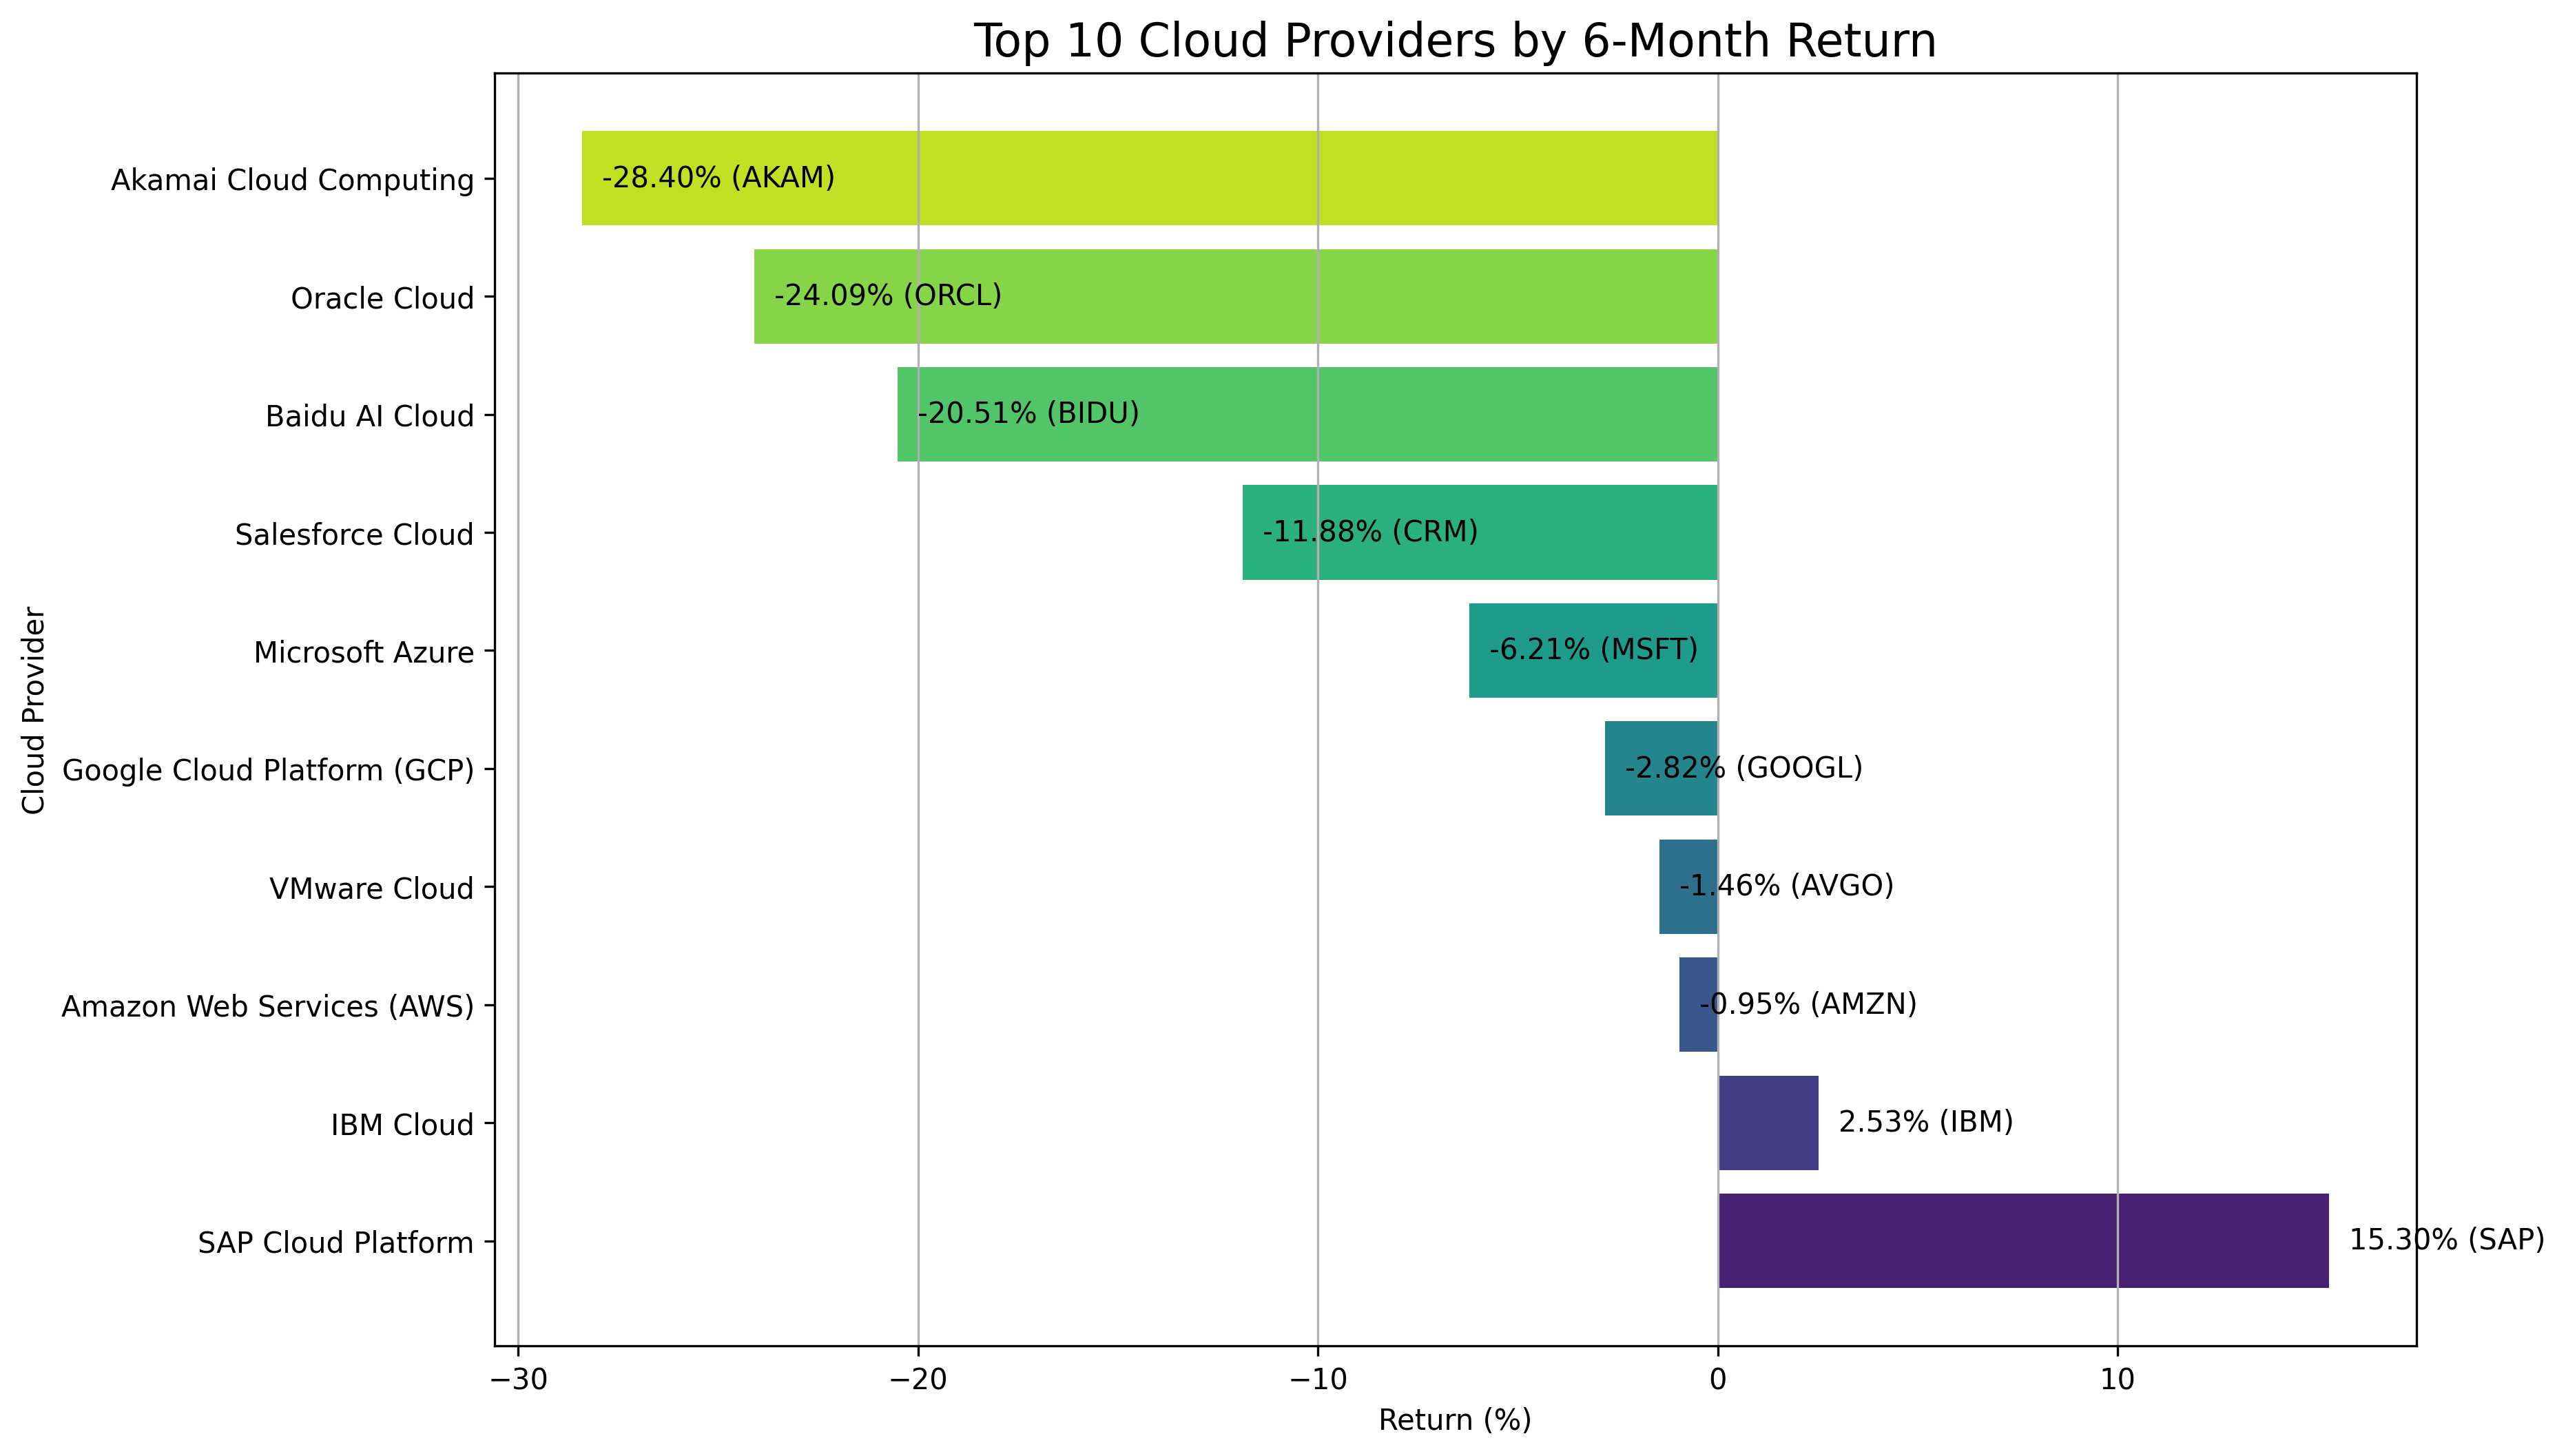 Top 10 Cloud Providers by 6-Month Return
Cloud Provider
Akamai Cloud Computing
-28.40% (AKAM)
Oracle Cloud
-24.09% (ORCL)
Baidu AI Cloud
-20.51% (BIDU)
Salesforce Cloud
-11.88% (CRM)
Microsoft Azure
-6.21% (MSFT)
Google Cloud Platform (GCP)
-2.82% (GOOGL)
VMware Cloud
-1.46% (AVGO)
Amazon Web Services (AWS)
-0.95% (AMZN)
IBM Cloud
2.53% (IBM)
SAP Cloud Platform
15.30% (SAP)
−30 −20 −10 0 10
Return (%)